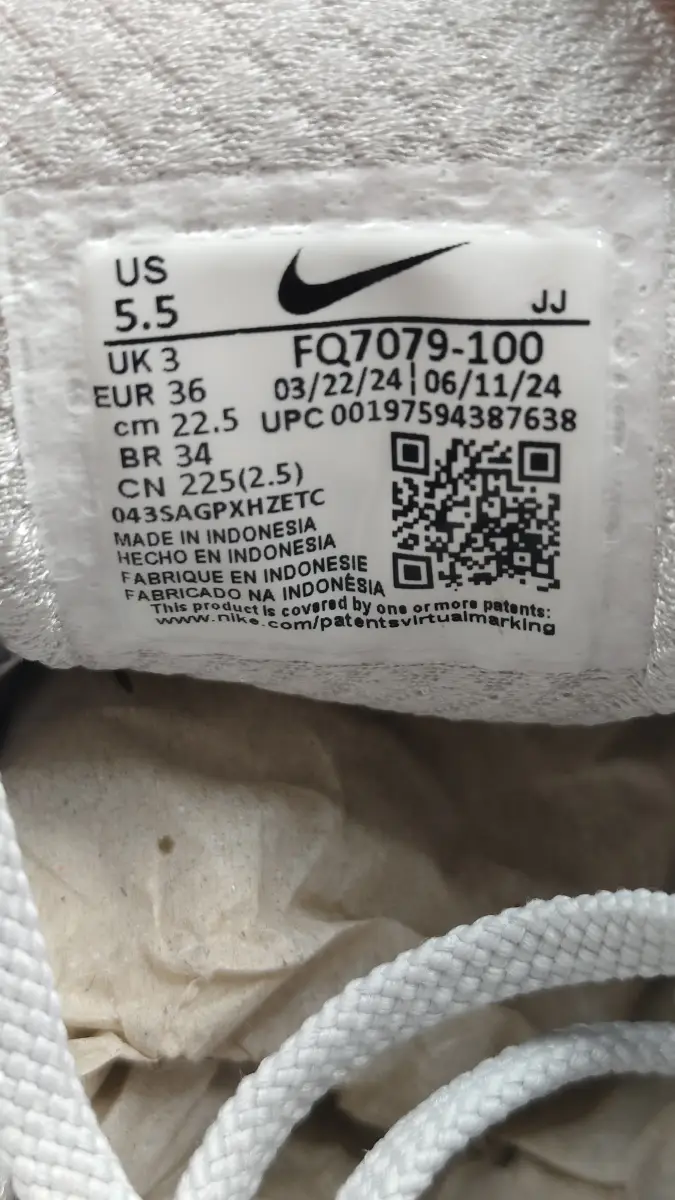 US
5.5
JJ
UK 3
FQ7079-100
EUR 36
03/22/24 | 06/11/24
cm 22.5
UPC 00197594387638
BR 34
CN 225(2.5)
043SAGPXHZETC
MADE IN INDONESIA
HECHO EN INDONESIA
FABRIQUE EN INDONESIE
FABRICADO NA INDONÉSIA
This product is covered by one or more patents:
www.nike.com/patentsvirtualmarking